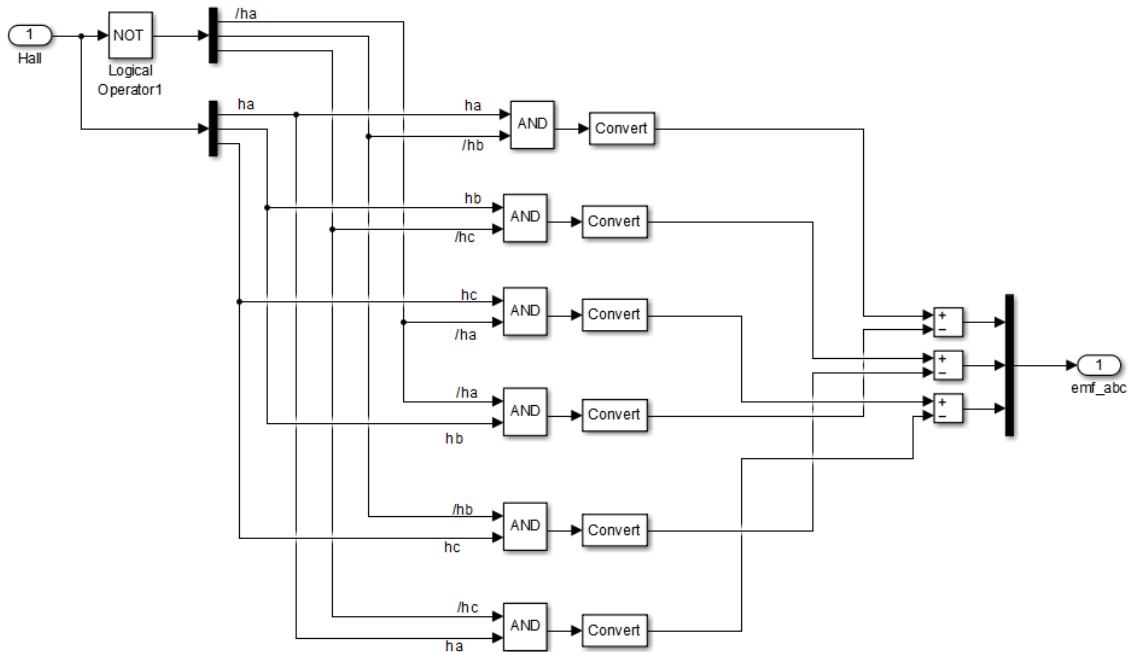 1
Hall
NOT
Logical
Operator1
/ha
ha
ha
/hb
AND
Convert
hb
/hc
AND
Convert
hc
/ha
AND
Convert
+
−
+
−
+
−
1
emf_abc
/ha
hb
AND
Convert
/hb
hc
AND
Convert
/hc
ha
AND
Convert